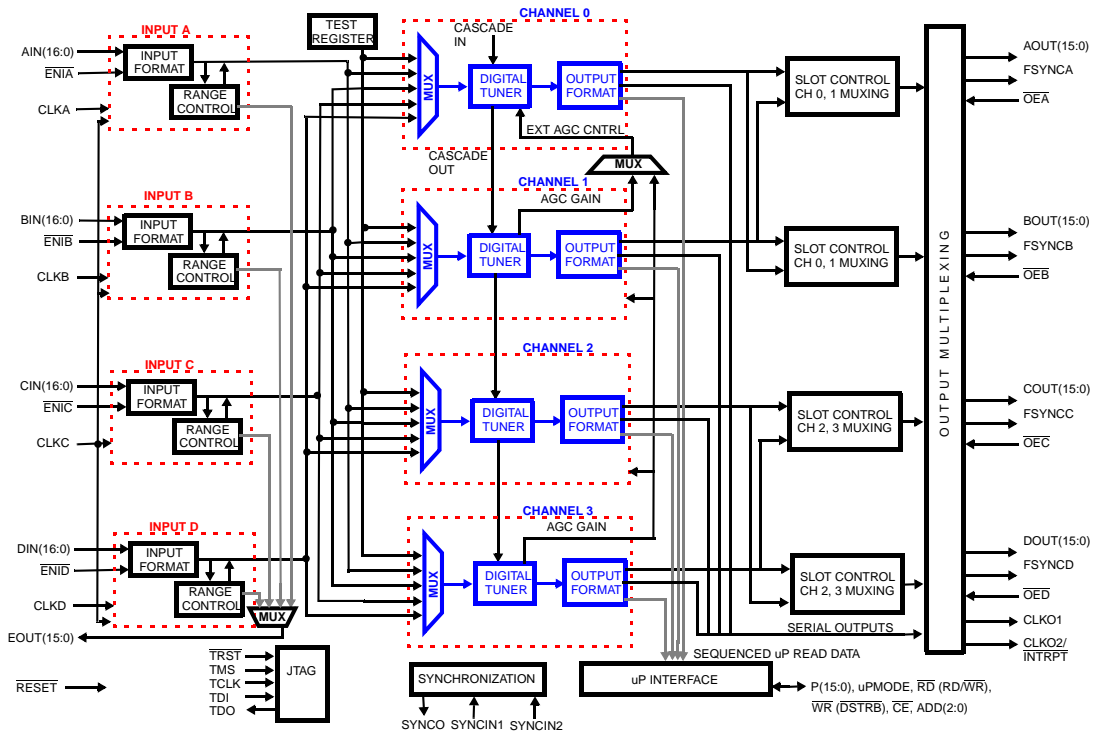 INPUT A
AIN(16:0)
ENIA
CLKA
INPUT
FORMAT
RANGE
CONTROL
INPUT B
BIN(16:0)
ENIB
CLKB
INPUT
FORMAT
RANGE
CONTROL
INPUT C
CIN(16:0)
ENIC
CLKC
INPUT
FORMAT
RANGE
CONTROL
INPUT D
DIN(16:0)
ENID
CLKD
INPUT
FORMAT
RANGE
CONTROL
MUX
EOUT(15:0)
RESET
TRST
TMS
TCLK
TDI
TDO
JTAG
TEST
REGISTER
CHANNEL 0
CASCADE
IN
MUX
DIGITAL
TUNER
OUTPUT
FORMAT
EXT AGC CNTRL
CASCADE
OUT
MUX
CHANNEL 1
AGC GAIN
MUX
DIGITAL
TUNER
OUTPUT
FORMAT
CHANNEL 2
MUX
DIGITAL
TUNER
OUTPUT
FORMAT
CHANNEL 3
AGC GAIN
MUX
DIGITAL
TUNER
OUTPUT
FORMAT
SERIAL OUTPUTS
SEQUENCED uP READ DATA
SYNCHRONIZATION
SYNCO
SYNCIN1
SYNCIN2
uP INTERFACE
P(15:0), uPMODE, RD (RD/WR),
WR (DSTRB), CE, ADD(2:0)
SLOT CONTROL
CH 0, 1 MUXING
SLOT CONTROL
CH 0, 1 MUXING
SLOT CONTROL
CH 2, 3 MUXING
SLOT CONTROL
CH 2, 3 MUXING
OUTPUT MULTIPLEXING
AOUT(15:0)
FSYNCA
OEA
BOUT(15:0)
FSYNCB
OEB
COUT(15:0)
FSYNCC
OEC
DOUT(15:0)
FSYNCD
OED
CLKO1
CLKO2/
INTRPT